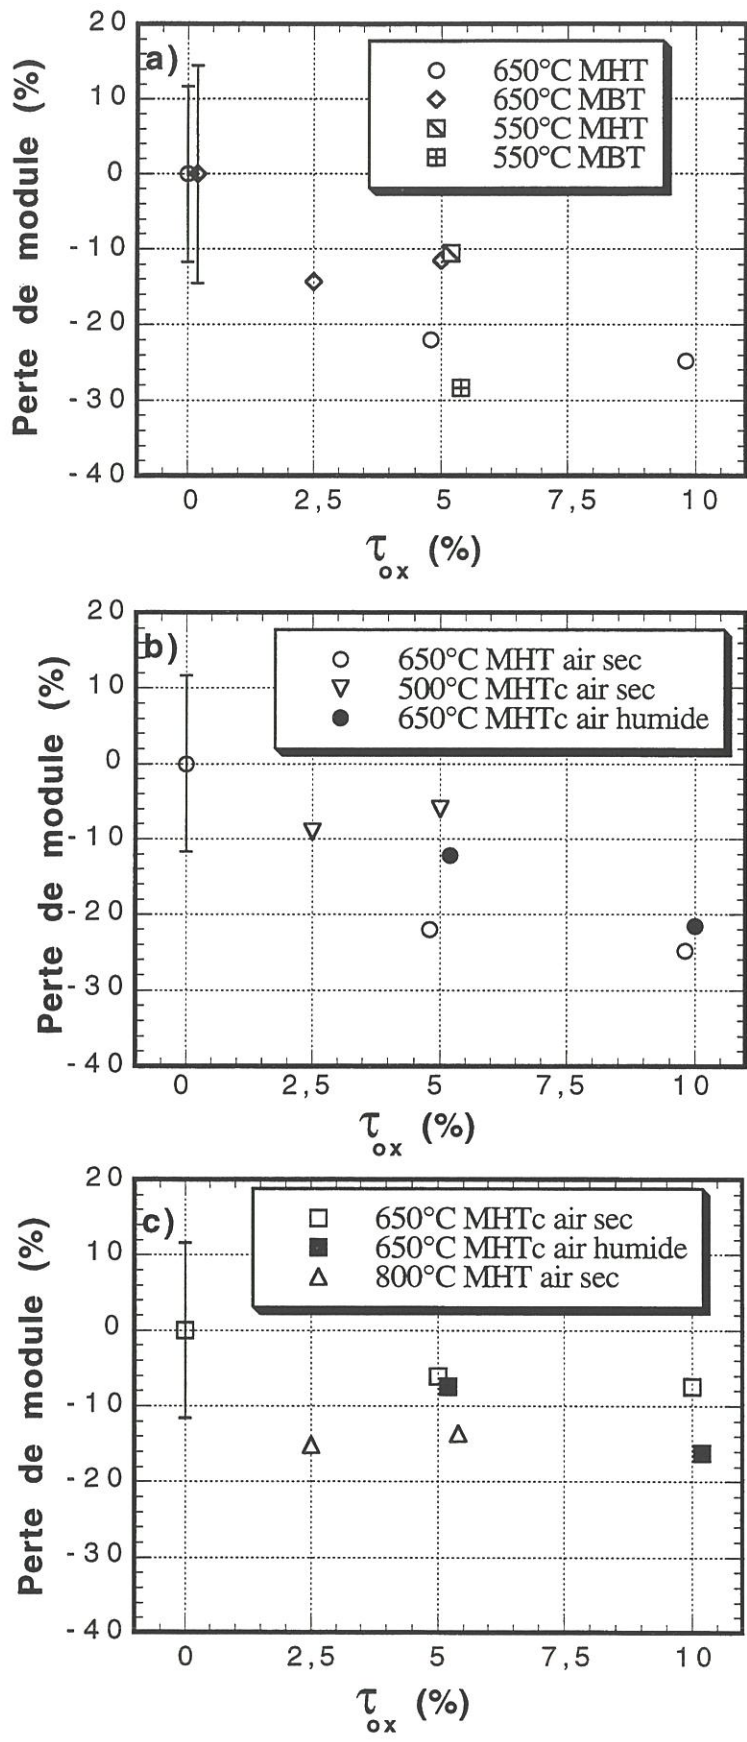 a)
Perte de module (%)
20
10
0
-10
-20
-30
-40
650°C MHT
650°C MBT
550°C MHT
550°C MBT
0 2,5 5 7,5 10
τox (%)
b)
Perte de module (%)
20
10
0
-10
-20
-30
-40
650°C MHT air sec
500°C MHTc air sec
650°C MHTc air humide
0 2,5 5 7,5 10
τox (%)
c)
Perte de module (%)
20
10
0
-10
-20
-30
-40
650°C MHTc air sec
650°C MHTc air humide
800°C MHT air sec
0 2,5 5 7,5 10
τox (%)